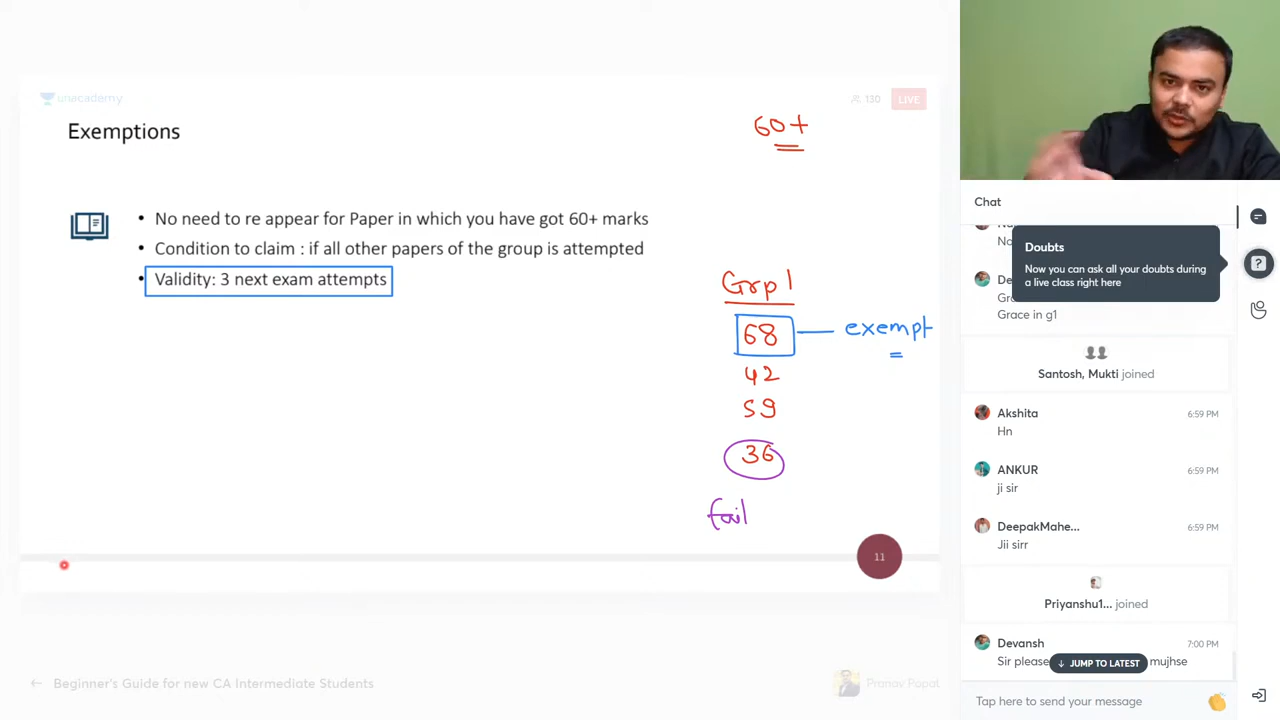 unacademy
130
LIVE
Exemptions
60+
No need to re appear for Paper in which you have got 60+ marks
Condition to claim : if all other papers of the group is attempted
Validity: 3 next exam attempts
Grp 1
68 — exempt
42
59
36
fail
11
Beginner's Guide for new CA Intermediate Students
Pranav Popat
Chat
Doubts
Now you can ask all your doubts during
a live class right here
Grace in g1
Santosh, Mukti joined
Akshita 6:59 PM
Hn
ANKUR 6:59 PM
ji sir
DeepakMahe... 6:59 PM
Jii sirr
Priyanshu1... joined
Devansh 7:00 PM
Sir please mujhse
↓ JUMP TO LATEST
Tap here to send your message